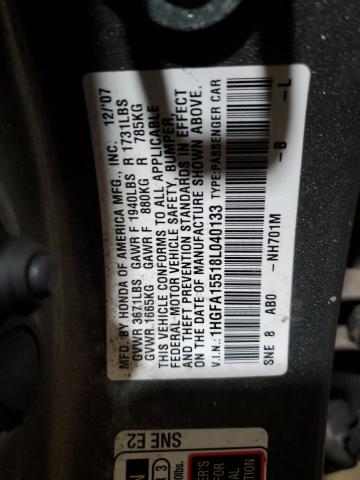 MFD. BY HONDA OF AMERICA MFG., INC. 12/'07
GVWR 3671LBS GAWR F 1940LBS R 1731LBS
GVWR 1665KG GAWR F 880KG R 785KG
THIS VEHICLE CONFORMS TO ALL APPLICABLE
FEDERAL MOTOR VEHICLE SAFETY, BUMPER,
AND THEFT PREVENTION STANDARDS IN EFFECT
ON THE DATE OF MANUFACTURE SHOWN ABOVE.
V.I.N.: 1HGFA15518L040133 TYPE:PASSENGER CAR
SNE 8 AB0 -NH701M -B -L
SNE E2